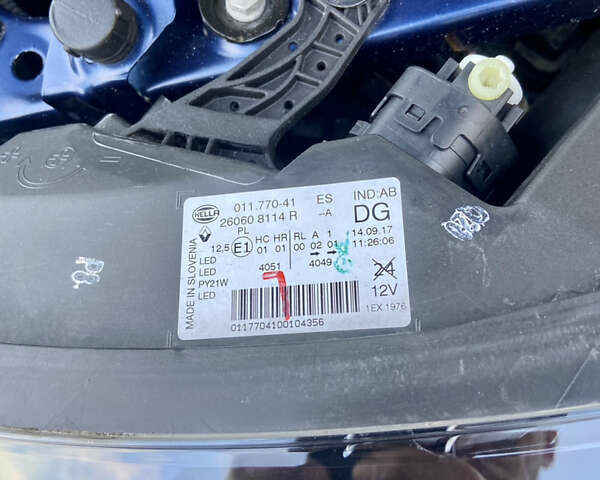 HELLA
011.770-41 ES IND:AB
26060 8114 R --A DG
PL
12,5 E1 HC HR RL A 1 14.09.17
01 01 00 02 01 11:26:06
LED 4051 → → 4049
LED
PY21W
LED
24
12V
1EX 1976
MADE IN SLOVENIA
0117704100104356